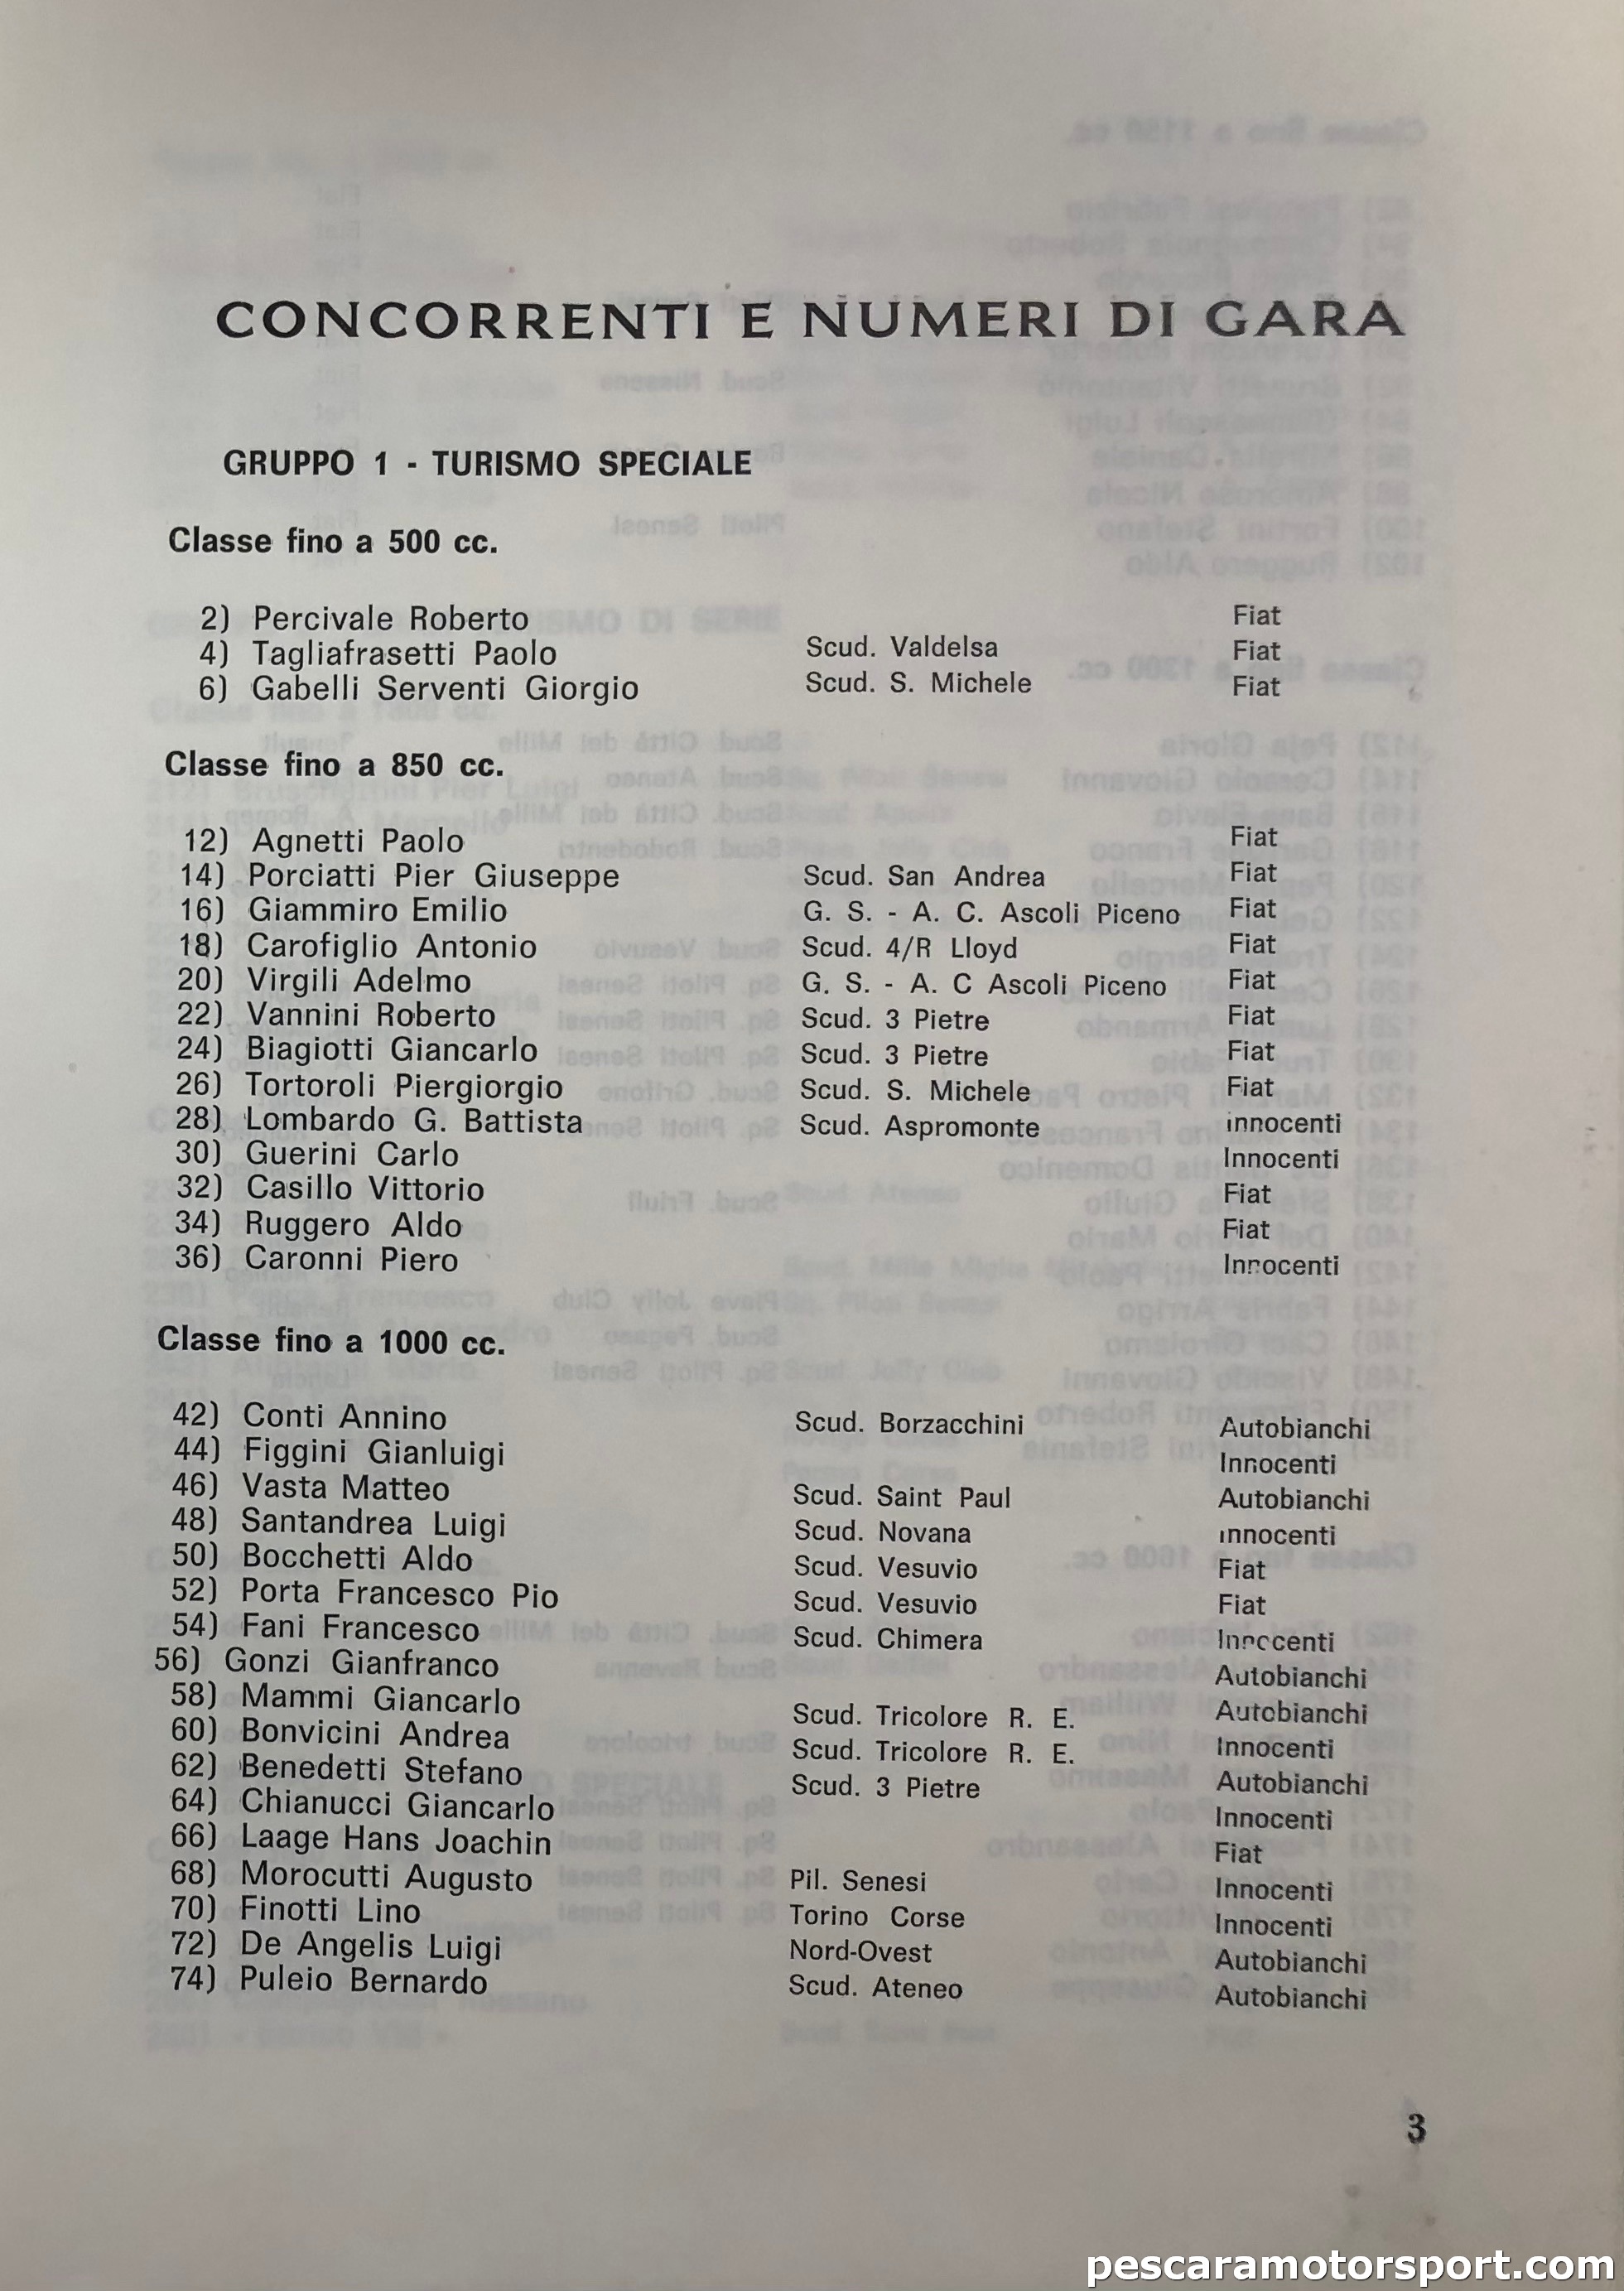 CONCORRENTI E NUMERI DI GARA
GRUPPO 1 - TURISMO SPECIALE
Classe fino a 500 cc.
2) Percivale Roberto Fiat
4) Tagliafrasetti Paolo Scud. Valdelsa Fiat
6) Gabelli Serventi Giorgio Scud. S. Michele Fiat
Classe fino a 850 cc.
12) Agnetti Paolo Fiat
14) Porciatti Pier Giuseppe Scud. San Andrea Fiat
16) Giammiro Emilio G. S. - A. C. Ascoli Piceno Fiat
18) Carofiglio Antonio Scud. 4/R Lloyd Fiat
20) Virgili Adelmo G. S. - A. C Ascoli Piceno Fiat
22) Vannini Roberto Scud. 3 Pietre Fiat
24) Biagiotti Giancarlo Scud. 3 Pietre Fiat
26) Tortoroli Piergiorgio Scud. S. Michele Fiat
28) Lombardo G. Battista Scud. Aspromonte Innocenti
30) Guerini Carlo Innocenti
32) Casillo Vittorio Fiat
34) Ruggero Aldo Fiat
36) Caronni Piero Innocenti
Classe fino a 1000 cc.
42) Conti Annino Scud. Borzacchini Autobianchi
44) Figgini Gianluigi Innocenti
46) Vasta Matteo Scud. Saint Paul Autobianchi
48) Santandrea Luigi Scud. Novana Innocenti
50) Bocchetti Aldo Scud. Vesuvio Fiat
52) Porta Francesco Pio Scud. Vesuvio Fiat
54) Fani Francesco Scud. Chimera Innocenti
56) Gonzi Gianfranco Autobianchi
58) Mammi Giancarlo Scud. Tricolore R. E. Autobianchi
60) Bonvicini Andrea Scud. Tricolore R. E. Innocenti
62) Benedetti Stefano Scud. 3 Pietre Autobianchi
64) Chianucci Giancarlo Innocenti
66) Laage Hans Joachin Fiat
68) Morocutti Augusto Pil. Senesi Innocenti
70) Finotti Lino Torino Corse Innocenti
72) De Angelis Luigi Nord-Ovest Autobianchi
74) Puleio Bernardo Scud. Ateneo Autobianchi
3
pescaramotorsport.com